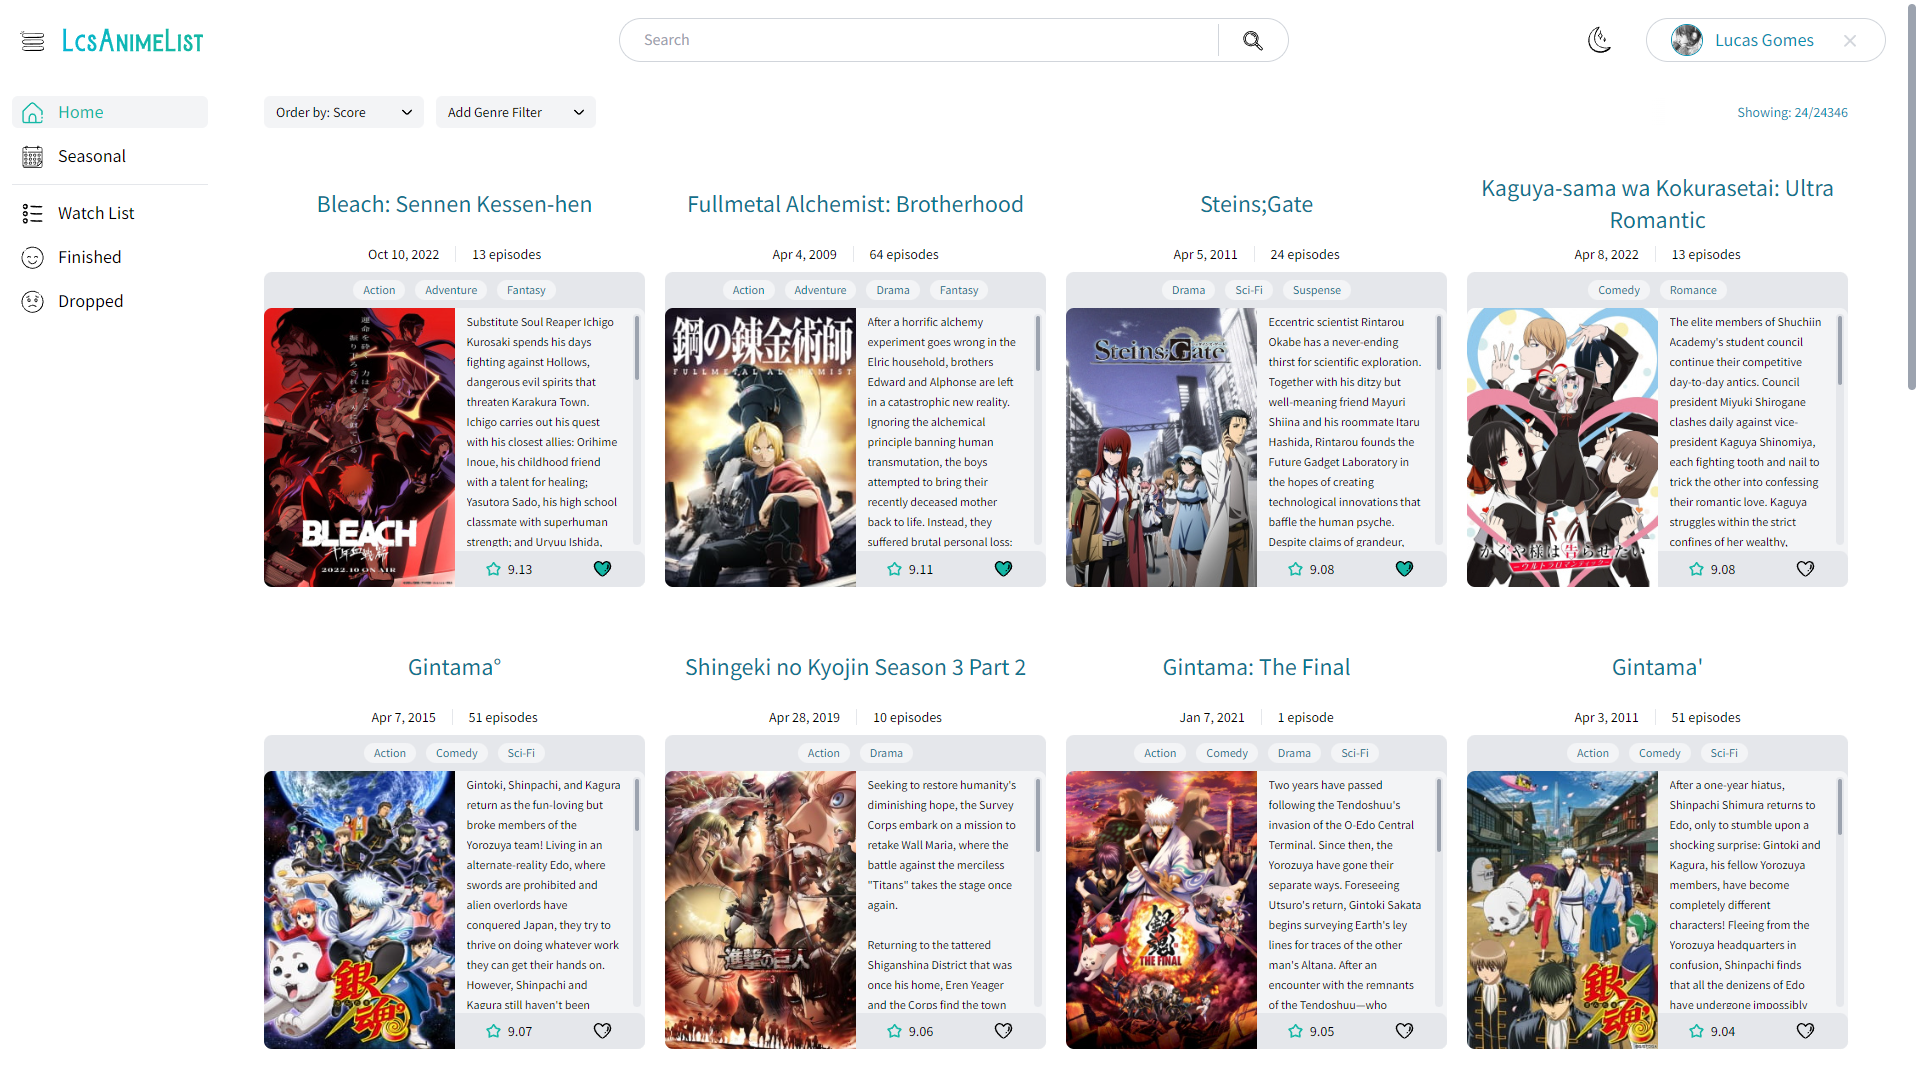 LcsAnimeList
Search
Lucas Gomes
Home
Seasonal
Watch List
Finished
Dropped
Order by: Score
Add Genre Filter
Showing: 24/24346
Bleach: Sennen Kessen-hen
Oct 10, 2022
13 episodes
Action
Adventure
Fantasy
BLEACH
2022.10 ON AIR
Substitute Soul Reaper Ichigo
Kurosaki spends his days
fighting against Hollows,
dangerous evil spirits that
threaten Karakura Town.
Ichigo carries out his quest
with his closest allies: Orihime
Inoue, his childhood friend
with a talent for healing;
Yasutora Sado, his high school
classmate with superhuman
strength; and Uryuu Ishida,
9.13
Fullmetal Alchemist: Brotherhood
Apr 4, 2009
64 episodes
Action
Adventure
Drama
Fantasy
鋼の錬金術師
FULLMETAL ALCHEMIST
After a horrific alchemy
experiment goes wrong in the
Elric household, brothers
Edward and Alphonse are left
in a catastrophic new reality.
Ignoring the alchemical
principle banning human
transmutation, the boys
attempted to bring their
recently deceased mother
back to life. Instead, they
suffered brutal personal loss:
9.11
Steins;Gate
Apr 5, 2011
24 episodes
Drama
Sci-Fi
Suspense
Steins;Gate
Eccentric scientist Rintarou
Okabe has a never-ending
thirst for scientific exploration.
Together with his ditzy but
well-meaning friend Mayuri
Shiina and his roommate Itaru
Hashida, Rintarou founds the
Future Gadget Laboratory in
the hopes of creating
technological innovations that
baffle the human psyche.
Despite claims of grandeur,
9.08
Kaguya-sama wa Kokurasetai: Ultra
Romantic
Apr 8, 2022
13 episodes
Comedy
Romance
かぐや様は告らせたい
ーウルトラロマンティックー
The elite members of Shuchiin
Academy's student council
continue their competitive
day-to-day antics. Council
president Miyuki Shirogane
clashes daily against vice-
president Kaguya Shinomiya,
each fighting tooth and nail to
trick the other into confessing
their romantic love. Kaguya
struggles within the strict
confines of her wealthy,
9.08
Gintama°
Apr 7, 2015
51 episodes
Action
Comedy
Sci-Fi
銀魂
Gintoki, Shinpachi, and Kagura
return as the fun-loving but
broke members of the
Yorozuya team! Living in an
alternate-reality Edo, where
swords are prohibited and
alien overlords have
conquered Japan, they try to
thrive on doing whatever work
they can get their hands on.
However, Shinpachi and
Kagura still haven't been
9.07
Shingeki no Kyojin Season 3 Part 2
Apr 28, 2019
10 episodes
Action
Drama
進撃の巨人
Seeking to restore humanity's
diminishing hope, the Survey
Corps embark on a mission to
retake Wall Maria, where the
battle against the merciless
"Titans" takes the stage once
again.
Returning to the tattered
Shiganshina District that was
once his home, Eren Yeager
and the Corps find the town
9.06
Gintama: The Final
Jan 7, 2021
1 episode
Action
Comedy
Drama
Sci-Fi
銀魂
THE FINAL
Two years have passed
following the Tendoshuu's
invasion of the O-Edo Central
Terminal. Since then, the
Yorozuya have gone their
separate ways. Foreseeing
Utsuro's return, Gintoki Sakata
begins surveying Earth's ley
lines for traces of the other
man's Altana. After an
encounter with the remnants
of the Tendoshuu—who
9.05
Gintama'
Apr 3, 2011
51 episodes
Action
Comedy
Sci-Fi
銀魂
After a one-year hiatus,
Shinpachi Shimura returns to
Edo, only to stumble upon a
shocking surprise: Gintoki and
Kagura, his fellow Yorozuya
members, have become
completely different
characters! Fleeing from the
Yorozuya headquarters in
confusion, Shinpachi finds
that all the denizens of Edo
have undergone impossibly
9.04